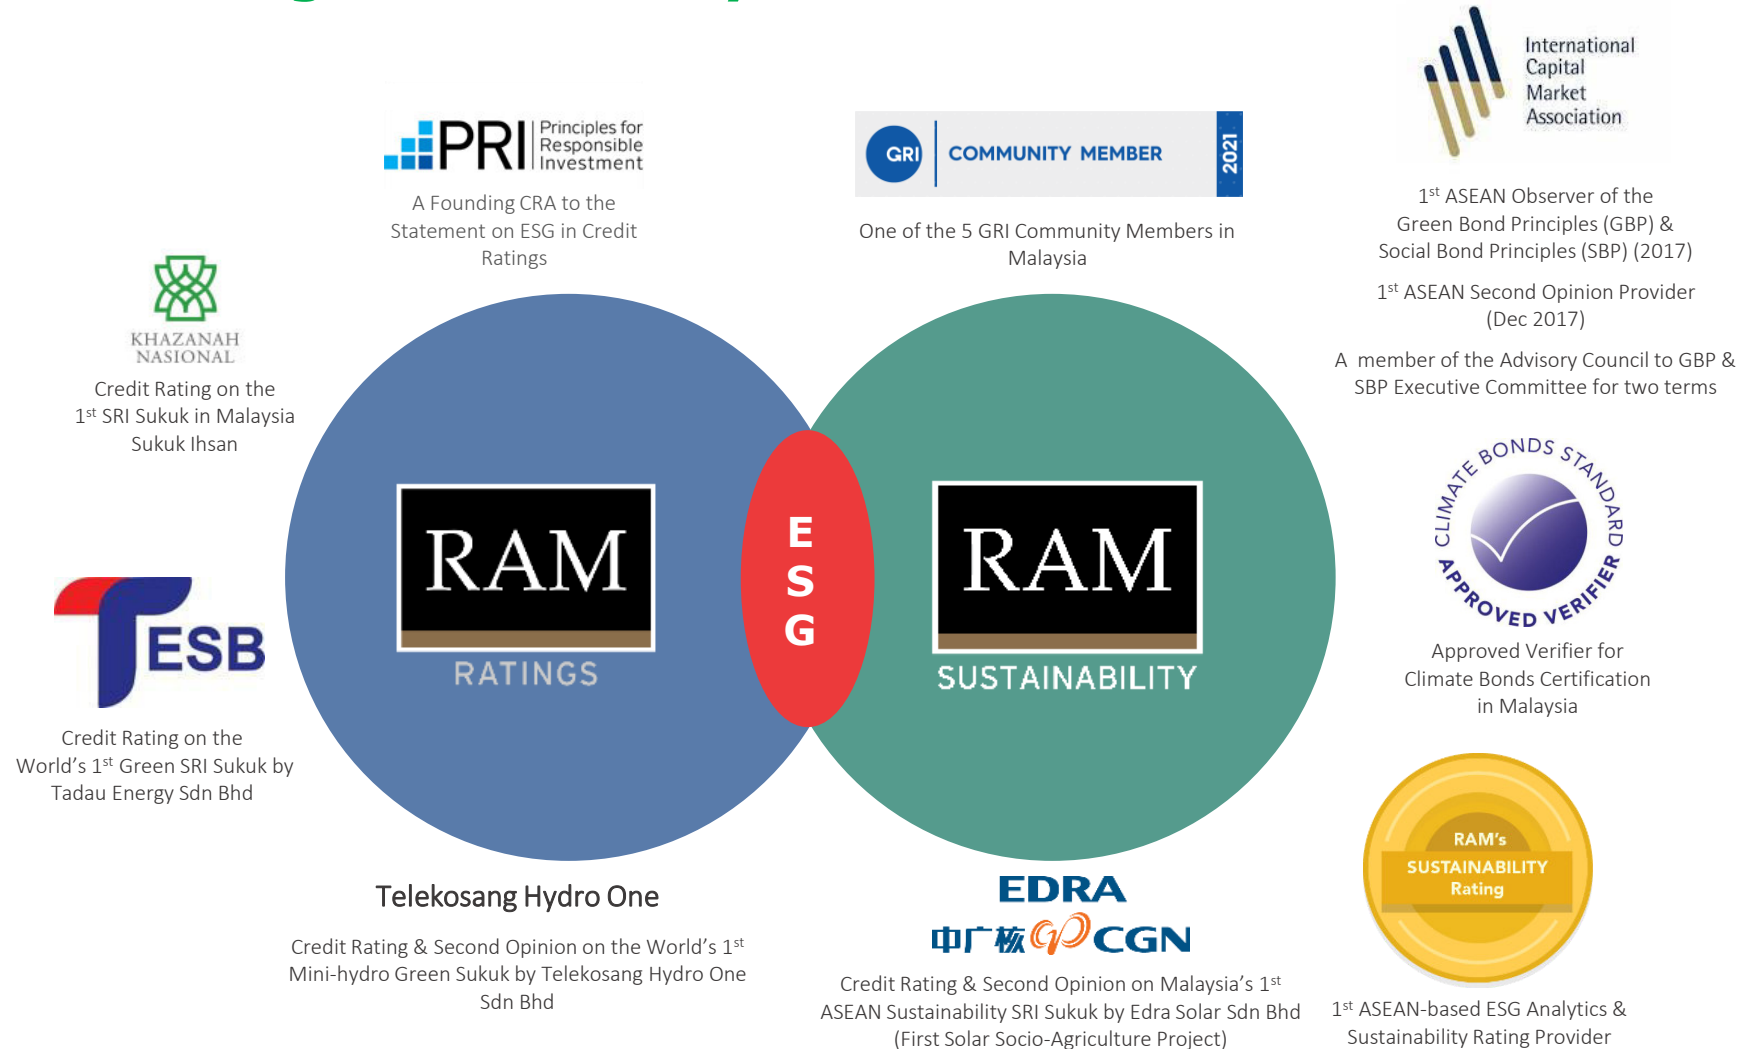 PRI Principles for
Responsible
Investment
A Founding CRA to the
Statement on ESG in Credit
Ratings
GRI COMMUNITY MEMBER 2021
One of the 5 GRI Community Members in
Malaysia
International
Capital
Market
Association
1st ASEAN Observer of the
Green Bond Principles (GBP) &
Social Bond Principles (SBP) (2017)
1st ASEAN Second Opinion Provider
(Dec 2017)
A member of the Advisory Council to GBP &
SBP Executive Committee for two terms
KHAZANAH
NASIONAL
Credit Rating on the
1st SRI Sukuk in Malaysia
Sukuk Ihsan
TESB
Credit Rating on the
World's 1st Green SRI Sukuk by
Tadau Energy Sdn Bhd
RAM
RATINGS
E
S
G
RAM
SUSTAINABILITY
CLIMATE BONDS STANDARD
APPROVED VERIFIER
Approved Verifier for
Climate Bonds Certification
in Malaysia
Telekosang Hydro One
Credit Rating & Second Opinion on the World's 1st
Mini-hydro Green Sukuk by Telekosang Hydro One
Sdn Bhd
EDRA
中广核 CGN
Credit Rating & Second Opinion on Malaysia's 1st
ASEAN Sustainability SRI Sukuk by Edra Solar Sdn Bhd
(First Solar Socio-Agriculture Project)
RAM's
SUSTAINABILITY
Rating
1st ASEAN-based ESG Analytics &
Sustainability Rating Provider